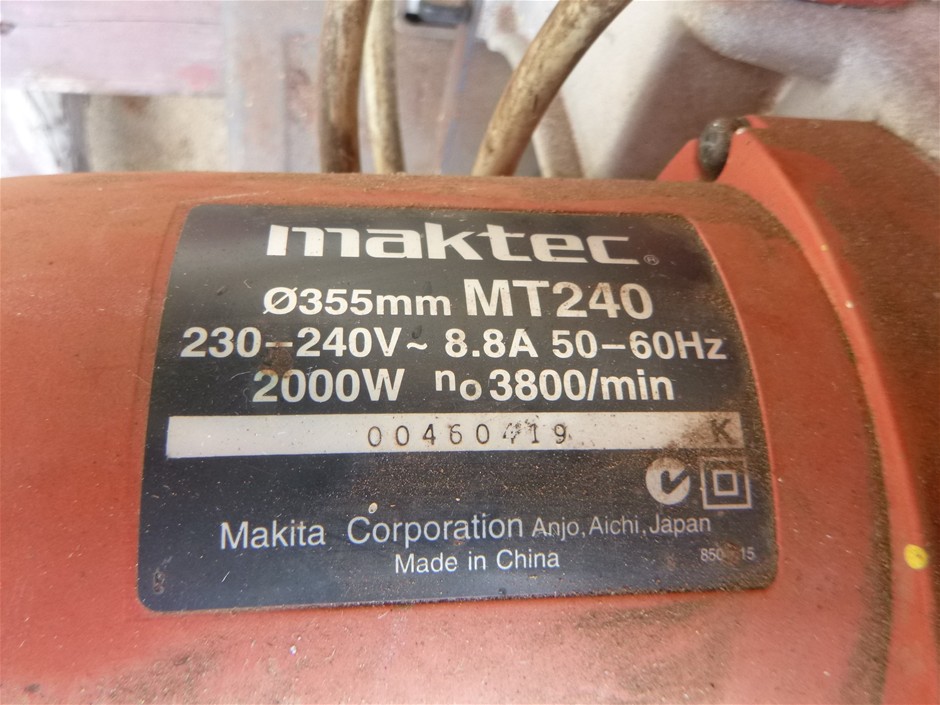 maktec®
Ø355mm MT240
230-240V~ 8.8A 50-60Hz
2000W no 3800/min
00460419 K
Makita Corporation Anjo, Aichi, Japan
Made in China